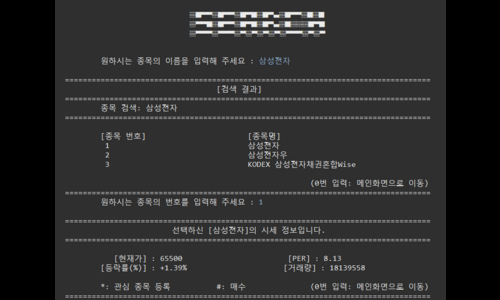 원하시는 종목의 이름을 입력해 주세요 : 삼성전자
[검색 결과]
종목 검색: 삼성전자
[종목 번호] [종목명]
1 삼성전자
2 삼성전자우
3 KODEX 삼성전자채권혼합Wise
(0번 입력: 메인화면으로 이동)
원하시는 종목의 번호를 입력해 주세요 : 1
선택하신 [삼성전자]의 시세 정보입니다.
[현재가] : 65500 [PER] : 8.13
[등락률(%)] : +1.39% [거래량] : 18139558
*: 관심 종목 등록 #: 매수 (0번 입력: 메인화면으로 이동)